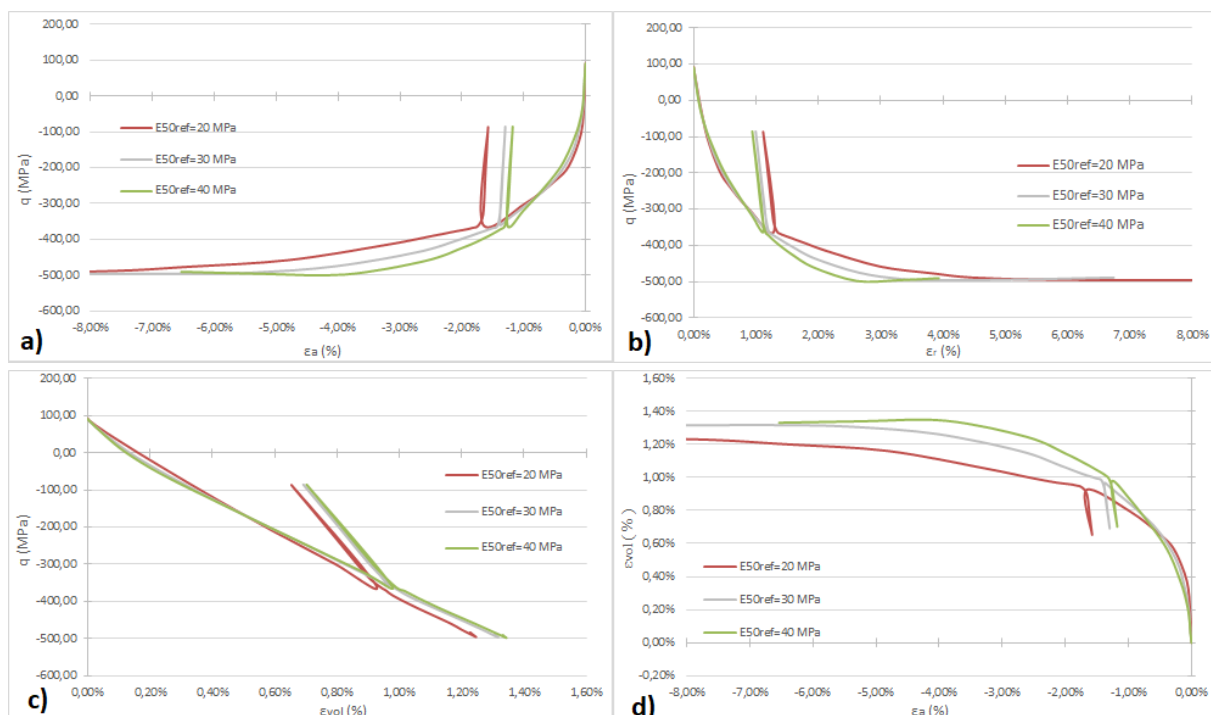 200,00
100,00
0,00
-100,00
-200,00
-300,00
-400,00
-500,00
-600,00
q (MPa)
E50ref=20 MPa
E50ref=30 MPa
E50ref=40 MPa
-8,00% -7,00% -6,00% -5,00% -4,00% -3,00% -2,00% -1,00% 0,00%
εa (%)
a)
200,00
100,00
0,00
-100,00
-200,00
-300,00
-400,00
-500,00
-600,00
q (MPa)
E50ref=20 MPa
E50ref=30 MPa
E50ref=40 MPa
0,00% 1,00% 2,00% 3,00% 4,00% 5,00% 6,00% 7,00% 8,00%
εr (%)
b)
200,00
100,00
0,00
-100,00
-200,00
-300,00
-400,00
-500,00
-600,00
q (MPa)
E50ref=20 MPa
E50ref=30 MPa
E50ref=40 MPa
0,00% 0,20% 0,40% 0,60% 0,80% 1,00% 1,20% 1,40% 1,60%
εvol (%)
c)
1,60%
1,40%
1,20%
1,00%
0,80%
0,60%
0,40%
0,20%
0,00%
-0,20%
εvol (%)
E50ref=20 MPa
E50ref=30 MPa
E50ref=40 MPa
-8,00% -7,00% -6,00% -5,00% -4,00% -3,00% -2,00% -1,00% 0,00%
εa (%)
d)